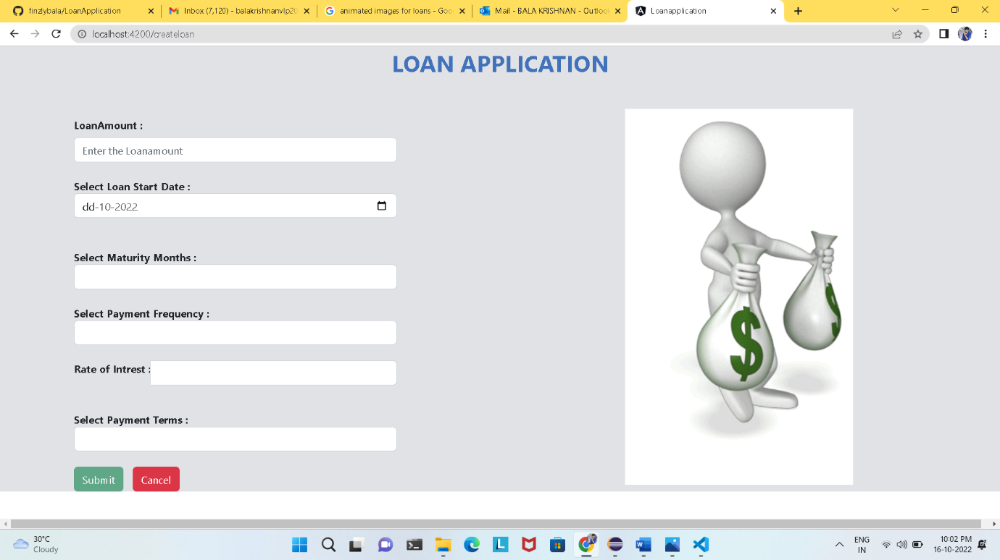 finzlybala/LoanApplication
Inbox (7,120) - balakrishnanvlp20
animated images for loans - Goo
Mail - BALA KRISHNAN - Outlook
Loanapplication
localhost:4200/createloan
LOAN APPLICATION
LoanAmount :
Enter the Loanamount
Select Loan Start Date :
dd-10-2022
Select Maturity Months :
Select Payment Frequency :
Rate of Intrest :
Select Payment Terms :
Submit
Cancel
$
$
30°C
Cloudy
L
W
ENG
IN
10:02 PM
16-10-2022